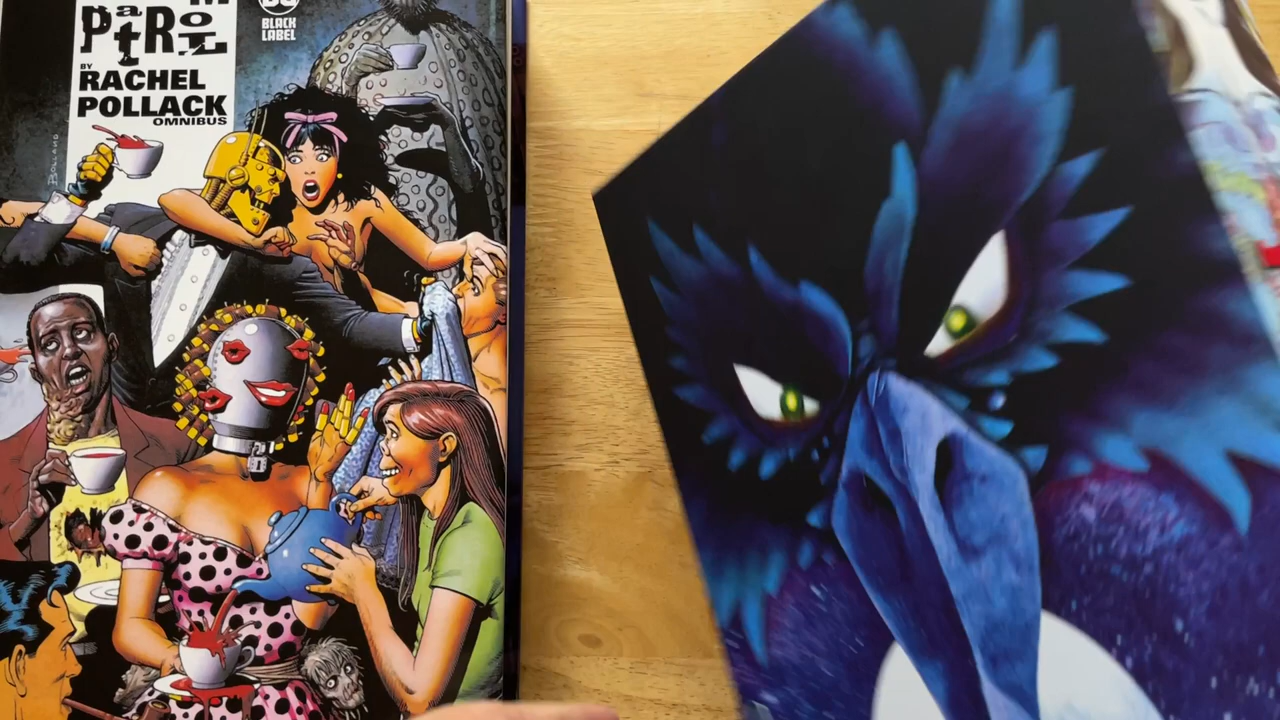 PatRoL
BY
RACHEL
POLLACK
OMNIBUS
BLACK
LABEL
BOLLAND